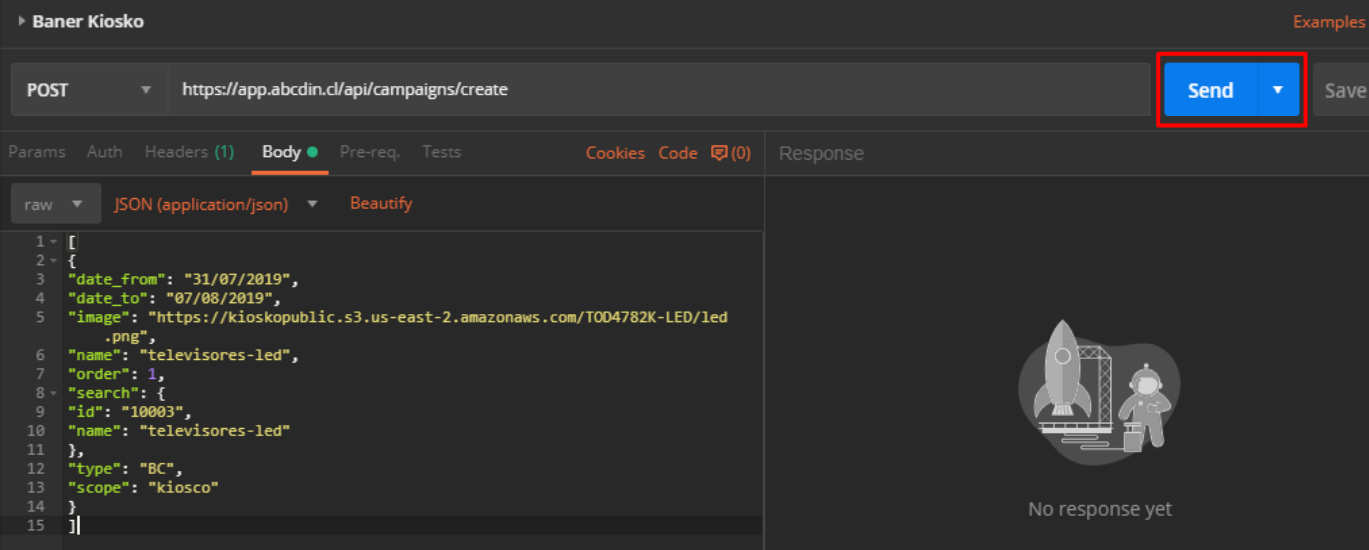 Baner Kiosko
Examples
POST
https://app.abcdin.cl/api/campaigns/create
Send
Save
Params Auth Headers (1) Body Pre-req. Tests Cookies Code (0)
Response
raw JSON (application/json) Beautify
1 [
2 {
3 "date_from": "31/07/2019",
4 "date_to": "07/08/2019",
5 "image": "https://kioskopublic.s3.us-east-2.amazonaws.com/TOD4782K-LED/led
.png",
6 "name": "televisores-led",
7 "order": 1,
8 "search": {
9 "id": "10003",
10 "name": "televisores-led"
11 },
12 "type": "BC",
13 "scope": "kiosco"
14 }
15 ]
No response yet